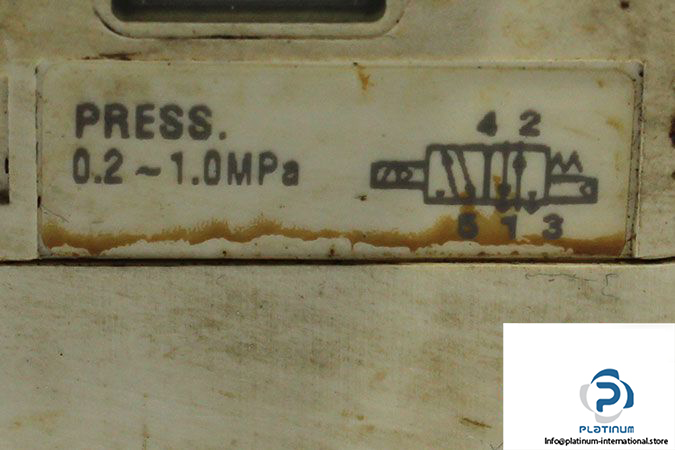 PRESS.
0.2~1.0MPa
4 2
5 1 3
PLATINUM
Info@platinum-international.store